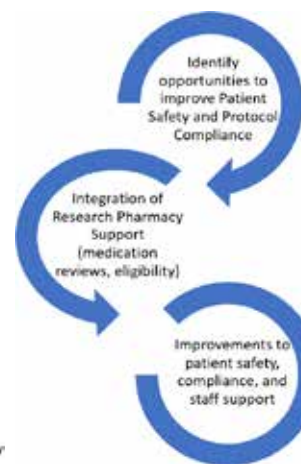 Identify
opportunities to
improve Patient
Safety and Protocol
Compliance
Integration of
Research Pharmacy
Support
(medication
reviews, eligibility)
Improvements to
patient safety,
compliance, and
staff support